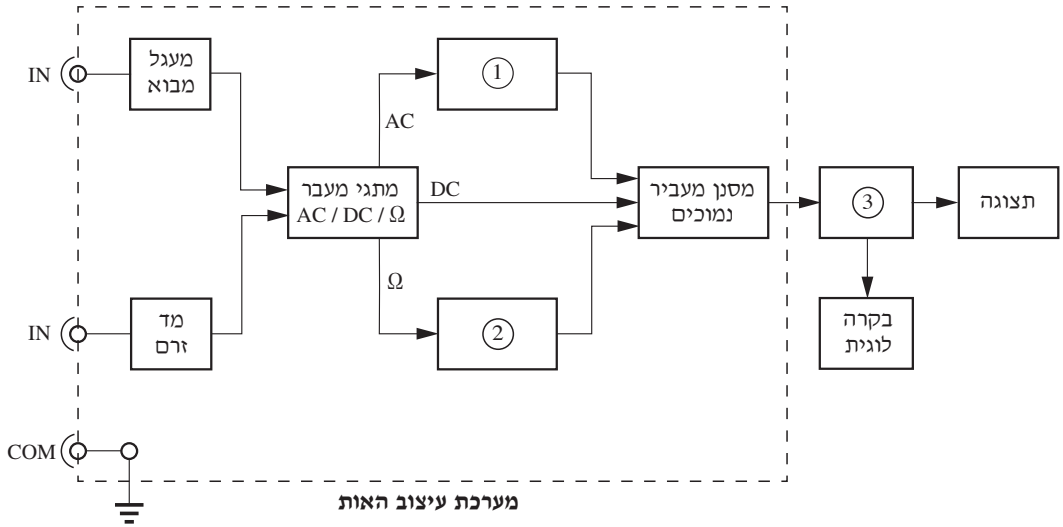 IN
מעגל
מבוא
1
AC
מתגי מעבר
AC / DC / Ω
DC
מסנן מעביר
נמוכים
3
תצוגה
Ω
IN
מד
זרם
2
בקרה
לוגית
COM
מערכת עיצוב האות